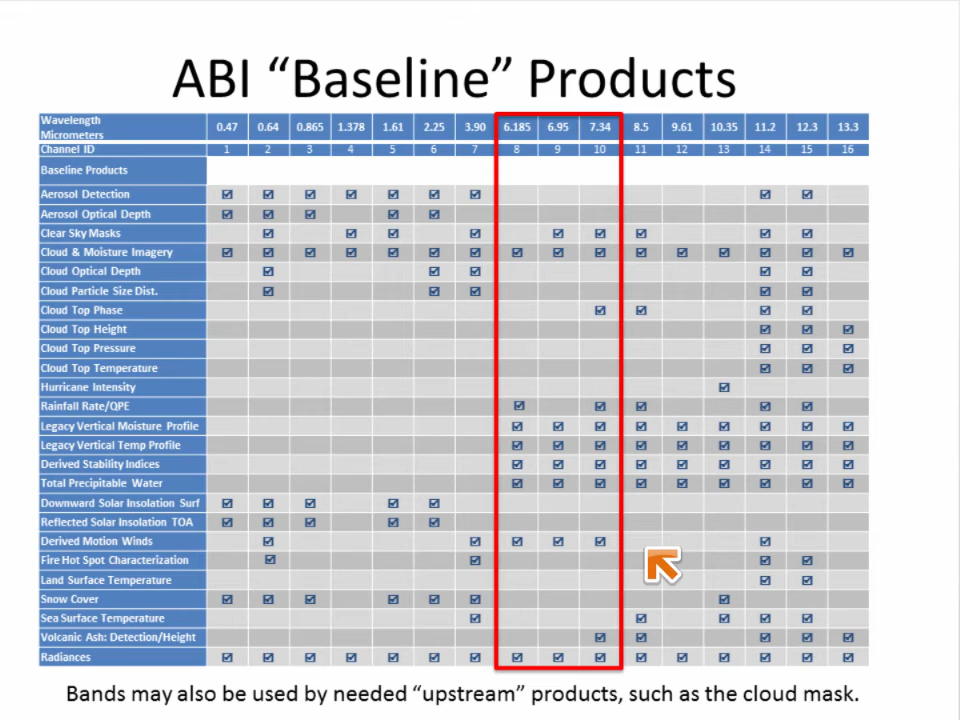 ABI “Baseline” Products
Wavelength Micrometers 0.47 0.64 0.865 1.378 1.61 2.25 3.90 6.185 6.95 7.34 8.5 9.61 10.35 11.2 12.3 13.3
Channel ID 1 2 3 4 5 6 7 8 9 10 11 12 13 14 15 16
Baseline Products
Aerosol Detection
Aerosol Optical Depth
Clear Sky Masks
Cloud & Moisture Imagery
Cloud Optical Depth
Cloud Particle Size Dist.
Cloud Top Phase
Cloud Top Height
Cloud Top Pressure
Cloud Top Temperature
Hurricane Intensity
Rainfall Rate/QPE
Legacy Vertical Moisture Profile
Legacy Vertical Temp Profile
Derived Stability Indices
Total Precipitable Water
Downward Solar Insolation Surf
Reflected Solar Insolation TOA
Derived Motion Winds
Fire Hot Spot Characterization
Land Surface Temperature
Snow Cover
Sea Surface Temperature
Volcanic Ash: Detection/Height
Radiances
Bands may also be used by needed “upstream” products, such as the cloud mask.